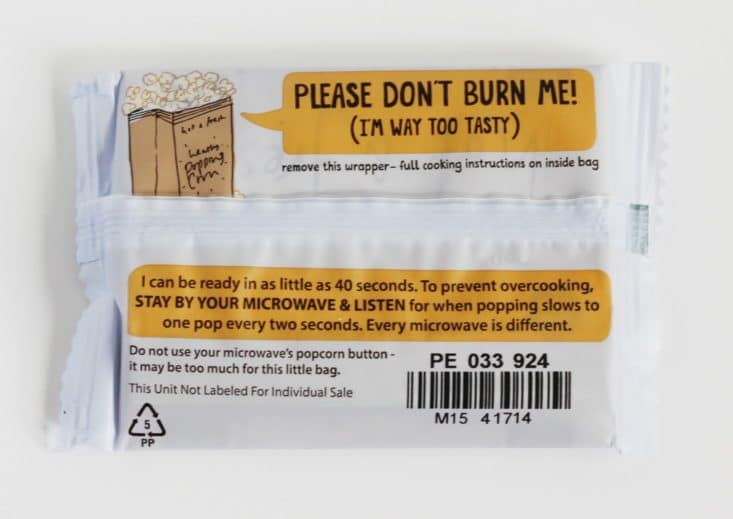 PLEASE DON'T BURN ME!
(I'M WAY TOO TASTY)
remove this wrapper– full cooking instructions on inside bag
hot & fresh
Healthy
Popping
Corn
I can be ready in as little as 40 seconds. To prevent overcooking,
STAY BY YOUR MICROWAVE & LISTEN for when popping slows to
one pop every two seconds. Every microwave is different.
Do not use your microwave's popcorn button -
it may be too much for this little bag.
This Unit Not Labeled For Individual Sale
5
PP
PE 033 924
M15 41714